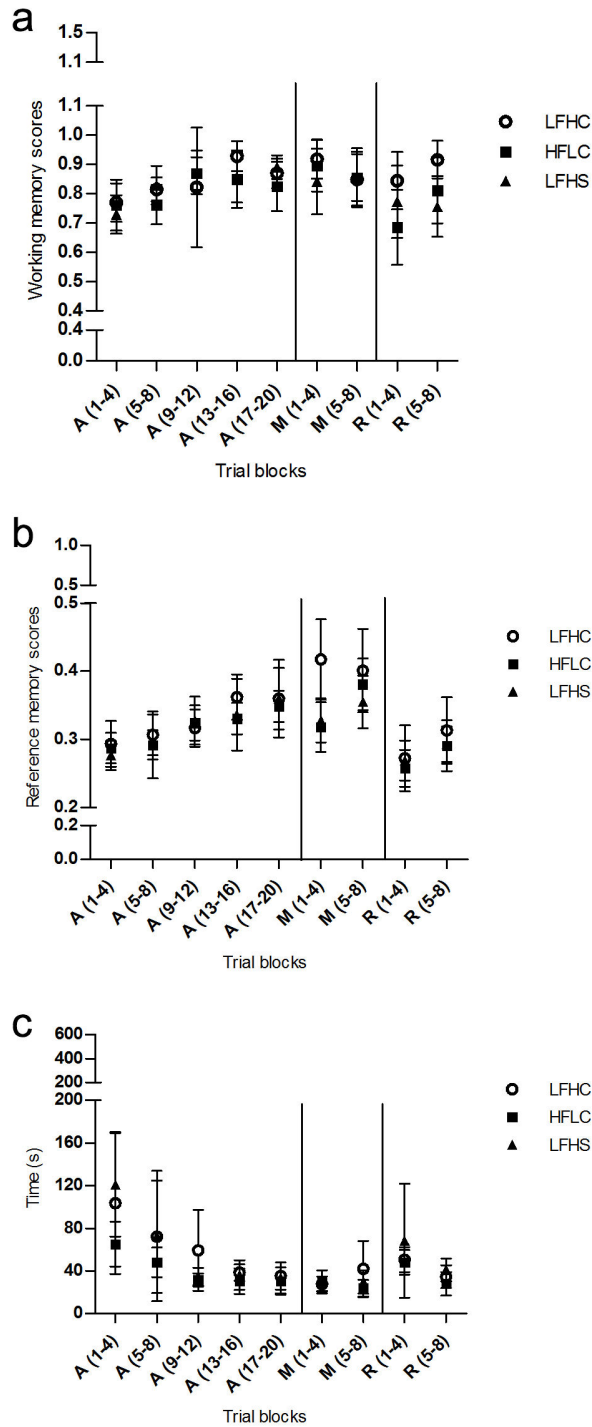 a
1.5
1.1
1.1
1.0
0.9
0.8
0.7
0.6
0.5
0.4
0.4
0.0
Working memory scores
A (1-4)
A (5-8)
A (9-12)
A (13-16)
A (17-20)
M (1-4)
M (5-8)
R (1-4)
R (5-8)
Trial blocks
LFHC
HFLC
LFHS
b
1.0
0.5
0.5
0.4
0.3
0.2
0.2
0.0
Reference memory scores
A (1-4)
A (5-8)
A (9-12)
A (13-16)
A (17-20)
M (1-4)
M (5-8)
R (1-4)
R (5-8)
Trial blocks
LFHC
HFLC
LFHS
c
600
400
200
200
160
120
80
40
0
Time (s)
A (1-4)
A (5-8)
A (9-12)
A (13-16)
A (17-20)
M (1-4)
M (5-8)
R (1-4)
R (5-8)
Trial blocks
LFHC
HFLC
LFHS